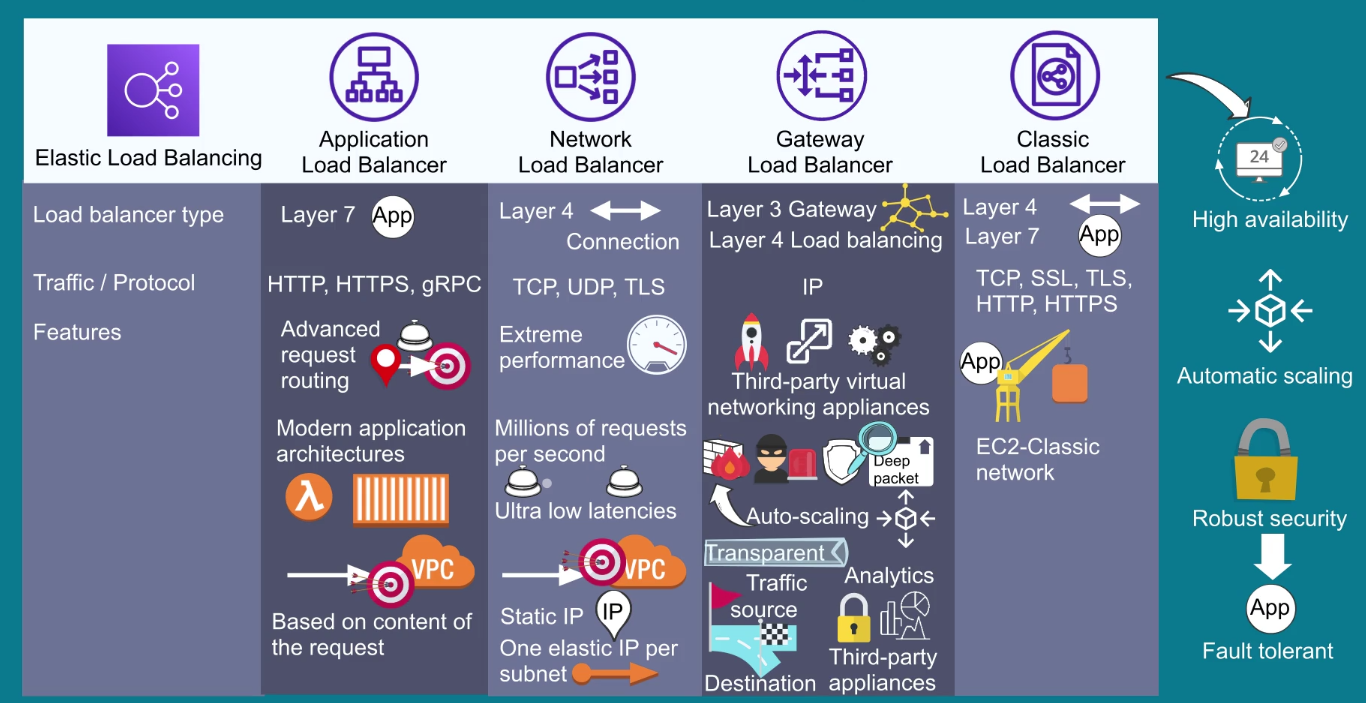 Elastic Load Balancing
Application
Load Balancer
Network
Load Balancer
Gateway
Load Balancer
Classic
Load Balancer
Load balancer type
Layer 7
App
Layer 4
Connection
Layer 3 Gateway
Layer 4 Load balancing
Layer 4
Layer 7
App
Traffic / Protocol
HTTP, HTTPS, gRPC
TCP, UDP, TLS
IP
TCP, SSL, TLS,
HTTP, HTTPS
Features
Advanced
request
routing
Modern application
architectures
λ
VPC
Based on content of
the request
Extreme
performance
Millions of requests
per second
Ultra low latencies
VPC
Static IP
IP
One elastic IP per
subnet
Third-party virtual
networking appliances
Deep
packet
Auto-scaling
Transparent
Traffic
source
Destination
Analytics
Third-party
appliances
App
EC2-Classic
network
24
High availability
Automatic scaling
Robust security
App
Fault tolerant